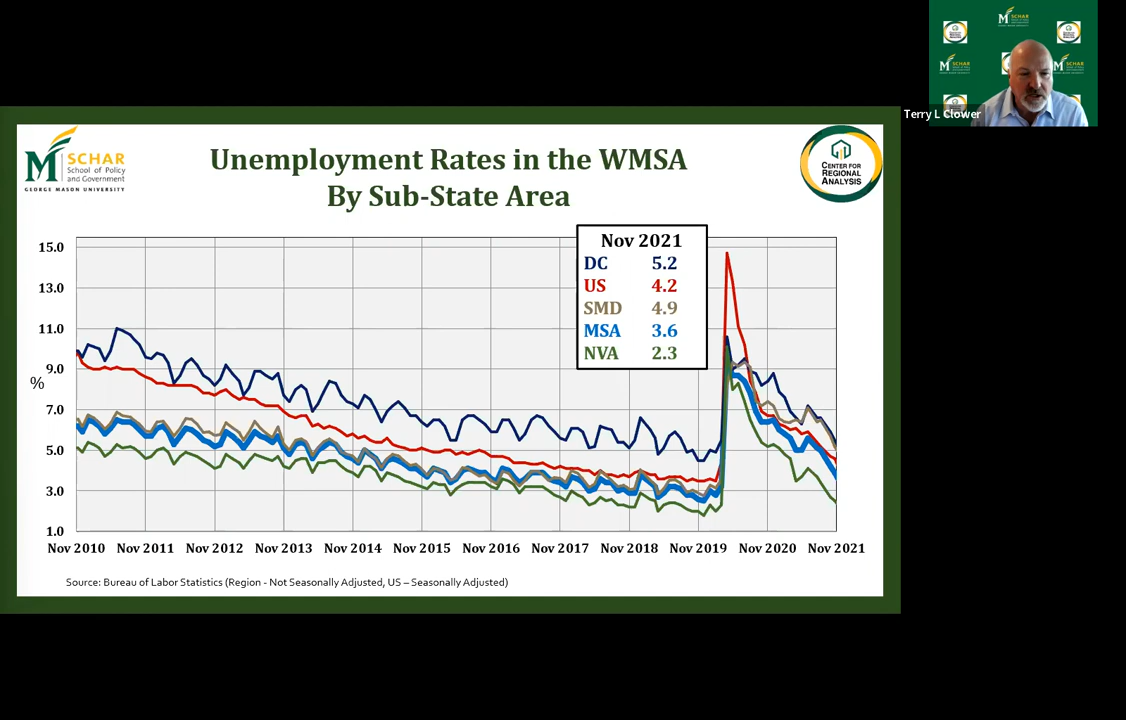 SCHAR
Terry L Clower
M SCHAR
School of Policy
and Government
GEORGE MASON UNIVERSITY
Unemployment Rates in the WMSA
By Sub-State Area
CENTER FOR
REGIONAL
ANALYSIS
Nov 2021
DC 5.2
US 4.2
SMD 4.9
MSA 3.6
NVA 2.3
%
15.0
13.0
11.0
9.0
7.0
5.0
3.0
1.0
Nov 2010 Nov 2011 Nov 2012 Nov 2013 Nov 2014 Nov 2015 Nov 2016 Nov 2017 Nov 2018 Nov 2019 Nov 2020 Nov 2021
Source: Bureau of Labor Statistics (Region - Not Seasonally Adjusted, US – Seasonally Adjusted)